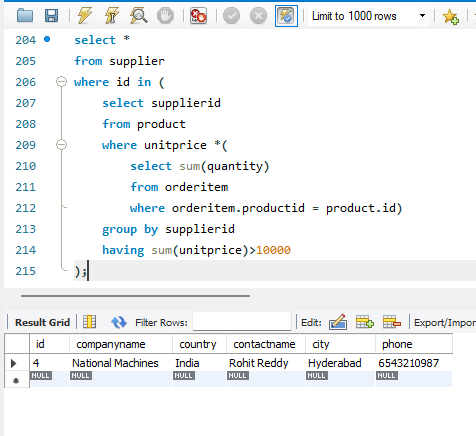 Limit to 1000 rows
204 select *
205 from supplier
206 where id in (
207 select supplierid
208 from product
209 where unitprice *(
210 select sum(quantity)
211 from orderitem
212 where orderitem.productid = product.id)
213 group by supplierid
214 having sum(unitprice)>10000
215 );
Result Grid Filter Rows: Edit: Export/Impor
id companyname country contactname city phone
4 National Machines India Rohit Reddy Hyderabad 6543210987
NULL NULL NULL NULL NULL NULL